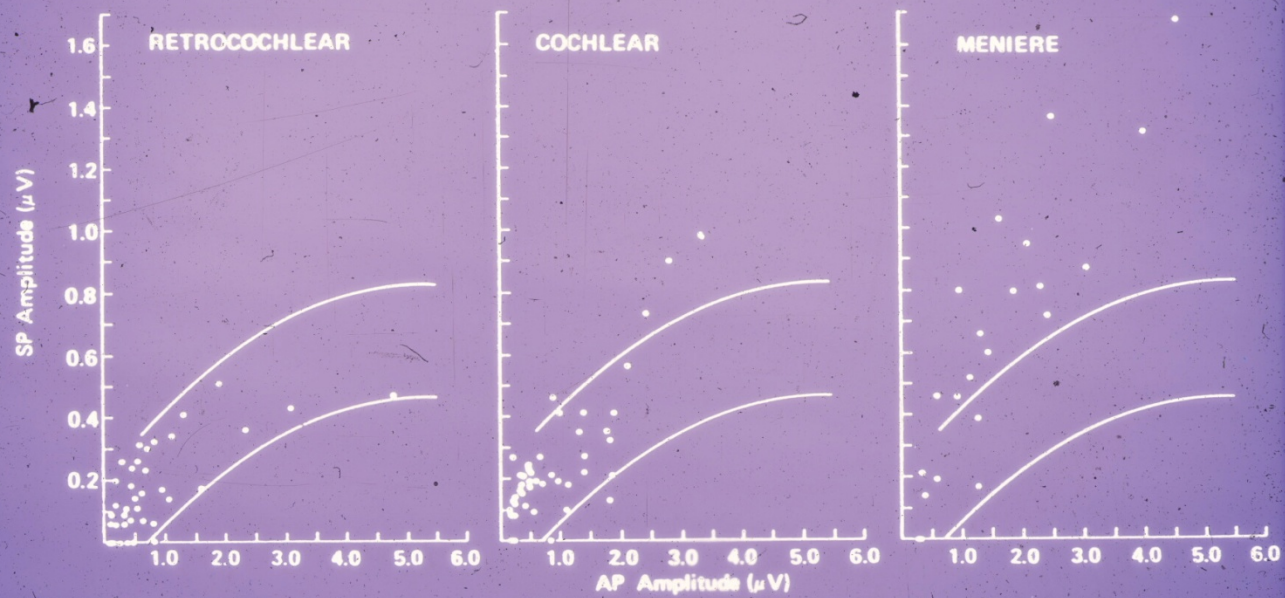 RETROCOCHLEAR
COCHLEAR
MENIERE
SP Amplitude (μV)
1.6
1.4
1.2
1.0
0.8
0.6
0.4
0.2
1.0 2.0 3.0 4.0 5.0 6.0
1.0 2.0 3.0 4.0 5.0 6.0
1.0 2.0 3.0 4.0 5.0 6.0
AP Amplitude (μV)